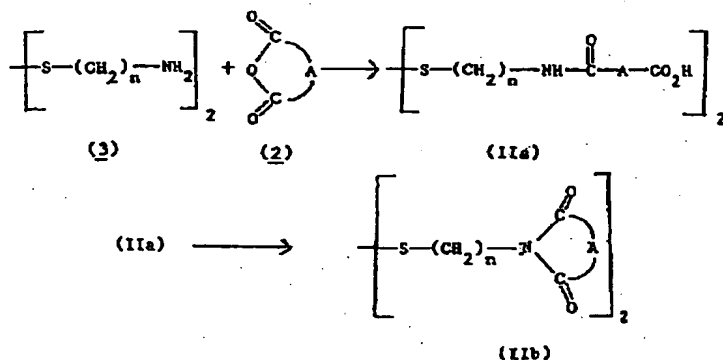 [—S—(CH₂)ₙ—NH₂]₂ + O C O A C O → [—S—(CH₂)ₙ—NH—C(=O)—A—CO₂H]₂
(3) (2) (IIa)
(IIa) → [—S—(CH₂)ₙ—N C O A C O]₂
(IIb)